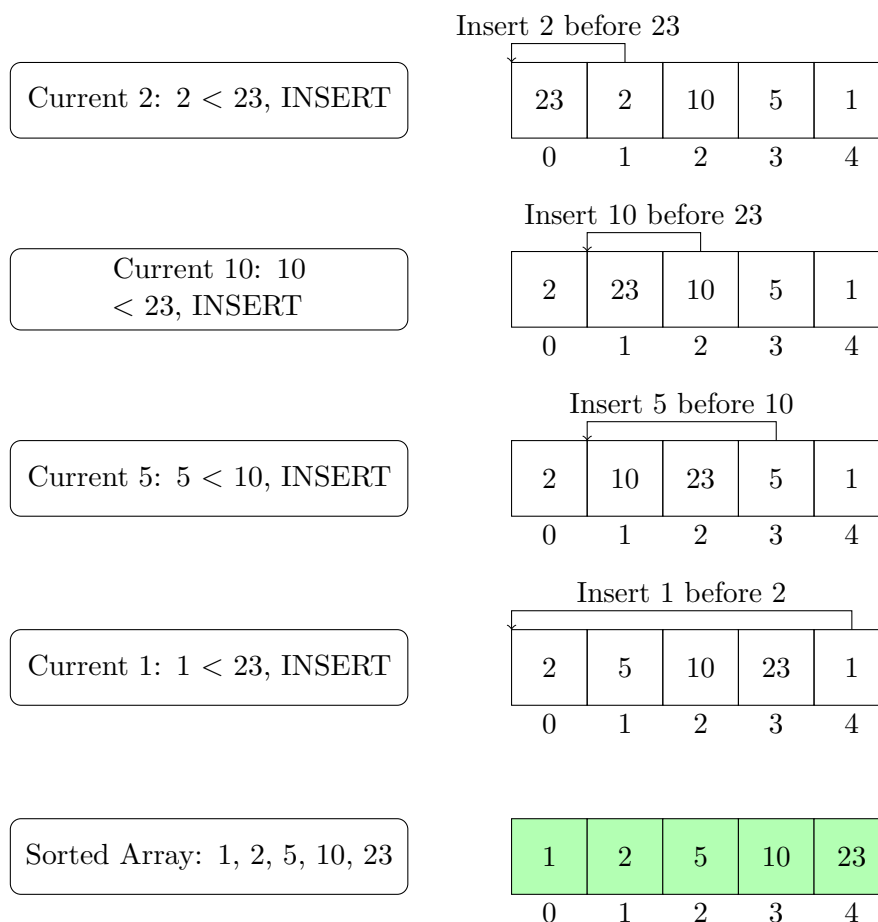 Insert 2 before 23
Current 2: 2 < 23, INSERT
23 2 10 5 1
0 1 2 3 4
Insert 10 before 23
Current 10: 10
< 23, INSERT
2 23 10 5 1
0 1 2 3 4
Insert 5 before 10
Current 5: 5 < 10, INSERT
2 10 23 5 1
0 1 2 3 4
Insert 1 before 2
Current 1: 1 < 23, INSERT
2 5 10 23 1
0 1 2 3 4
Sorted Array: 1, 2, 5, 10, 23
1 2 5 10 23
0 1 2 3 4